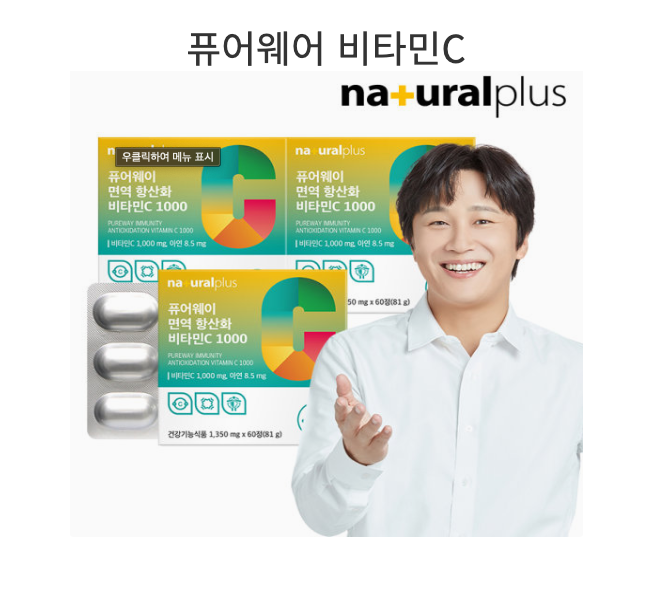 퓨어웨어 비타민C
na+uralplus
우클릭하여 메뉴 표시
na+uralplus
퓨어웨이
면역 항산화
비타민C 1000
PUREWAY IMMUNITY
ANTIOXIDATION VITAMIN C 1000
비타민C 1,000 mg, 아연 8.5 mg
퓨어웨이
면역 항산화
비타민C 1000
PUREWAY IMMUNITY
ANTIOXIDATION VITAMIN C 1000
비타민C 1,000 mg, 아연 8.5 mg
50 mg x 60정(81 g)
na+uralplus
퓨어웨이
면역 항산화
비타민C 1000
PUREWAY IMMUNITY
ANTIOXIDATION VITAMIN C 1000
비타민C 1,000 mg, 아연 8.5 mg
건강기능식품 1,350 mg x 60정(81 g)